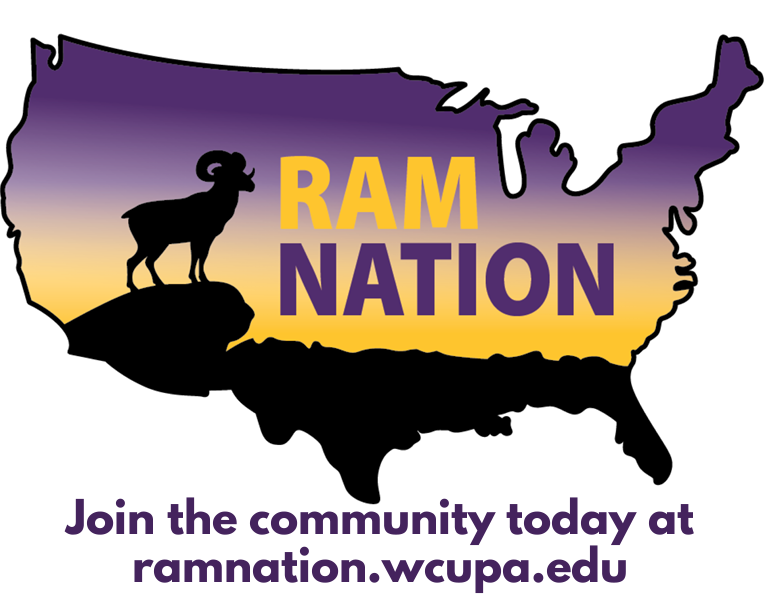 RAM
NATION
Join the community today at
ramnation.wcupa.edu